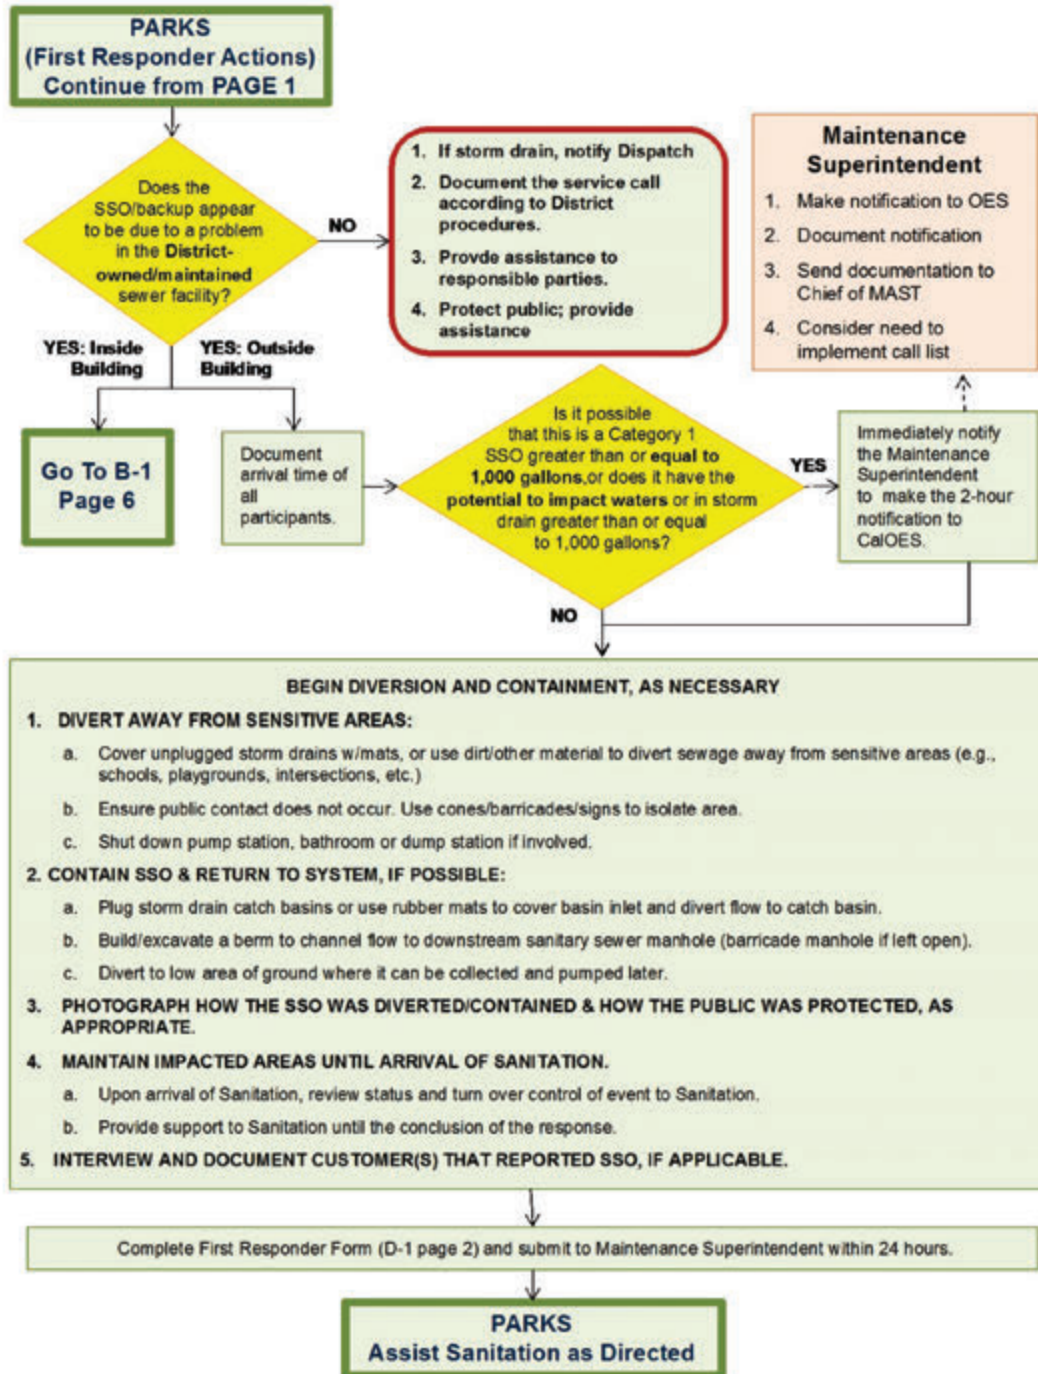 PARKS
(First Responder Actions)
Continue from PAGE 1
Does the
SSO/backup appear
to be due to a problem
in the District-
owned/maintained
sewer facility?
NO
1. If storm drain, notify Dispatch
2. Document the service call
according to District
procedures.
3. Provde assistance to
responsible parties.
4. Protect public; provide
assistance
Maintenance
Superintendent
1. Make notification to OES
2. Document notification
3. Send documentation to
Chief of MAST
4. Consider need to
implement call list
YES: Inside
Building
YES: Outside
Building
Go To B-1
Page 6
Document
arrival time of
all
participants.
Is it possible
that this is a Category 1
SSO greater than or equal to
1,000 gallons,or does it have the
potential to impact waters or in storm
drain greater than or equal
to 1,000 gallons?
YES
Immediately notify
the Maintenance
Superintendent
to make the 2-hour
notification to
CalOES.
NO
BEGIN DIVERSION AND CONTAINMENT, AS NECESSARY
1. DIVERT AWAY FROM SENSITIVE AREAS:
a. Cover unplugged storm drains w/mats, or use dirt/other material to divert sewage away from sensitive areas (e.g.,
schools, playgrounds, intersections, etc.)
b. Ensure public contact does not occur. Use cones/barricades/signs to isolate area.
c. Shut down pump station, bathroom or dump station if involved.
2. CONTAIN SSO & RETURN TO SYSTEM, IF POSSIBLE:
a. Plug storm drain catch basins or use rubber mats to cover basin inlet and divert flow to catch basin.
b. Build/excavate a berm to channel flow to downstream sanitary sewer manhole (barricade manhole if left open).
c. Divert to low area of ground where it can be collected and pumped later.
3. PHOTOGRAPH HOW THE SSO WAS DIVERTED/CONTAINED & HOW THE PUBLIC WAS PROTECTED, AS
APPROPRIATE.
4. MAINTAIN IMPACTED AREAS UNTIL ARRIVAL OF SANITATION.
a. Upon arrival of Sanitation, review status and turn over control of event to Sanitation.
b. Provide support to Sanitation until the conclusion of the response.
5. INTERVIEW AND DOCUMENT CUSTOMER(S) THAT REPORTED SSO, IF APPLICABLE.
Complete First Responder Form (D-1 page 2) and submit to Maintenance Superintendent within 24 hours.
PARKS
Assist Sanitation as Directed